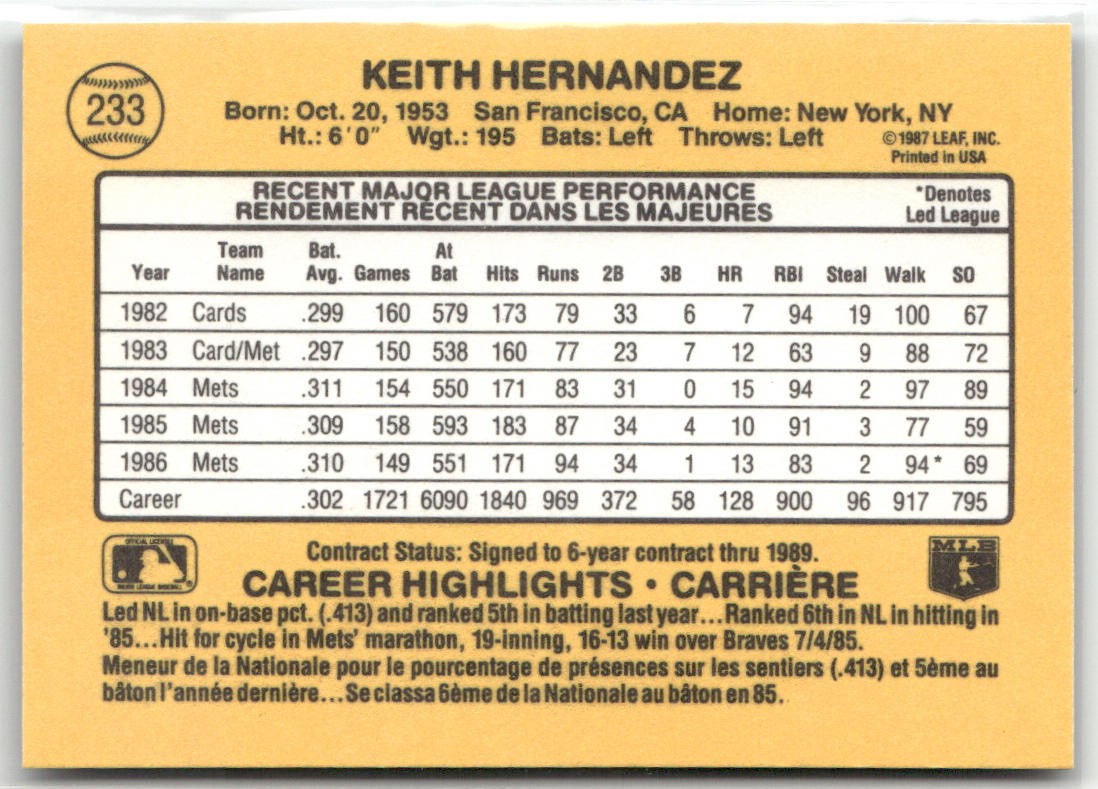 233
KEITH HERNANDEZ
Born: Oct. 20, 1953 San Francisco, CA Home: New York, NY
Ht.: 6'0" Wgt.: 195 Bats: Left Throws: Left
©1987 LEAF, INC.
Printed in USA
RECENT MAJOR LEAGUE PERFORMANCE
RENDEMENT RÉCENT DANS LES MAJEURES
*Denotes
Led League
Year Team Name Bat. Avg. Games At Bat Hits Runs 2B 3B HR RBI Steal Walk SO
1982 Cards .299 160 579 173 79 33 6 7 94 19 100 67
1983 Card/Met .297 150 538 160 77 23 7 12 63 9 88 72
1984 Mets .311 154 550 171 83 31 0 15 94 2 97 89
1985 Mets .309 158 593 183 87 34 4 10 91 3 77 59
1986 Mets .310 149 551 171 94 34 1 13 83 2 94* 69
Career .302 1721 6090 1840 969 372 58 128 900 96 917 795
OFFICIAL LICENSEE
MAJOR LEAGUE BASEBALL
MLB
Contract Status: Signed to 6-year contract thru 1989.
CAREER HIGHLIGHTS • CARRIÈRE
Led NL in on-base pct. (.413) and ranked 5th in batting last year...Ranked 6th in NL in hitting in
'85...Hit for cycle in Mets' marathon, 19-inning, 16-13 win over Braves 7/4/85.
Meneur de la Nationale pour le pourcentage de présences sur les sentiers (.413) et 5ème au
bâton l'année dernière...Se classa 6ème de la Nationale au bâton en 85.